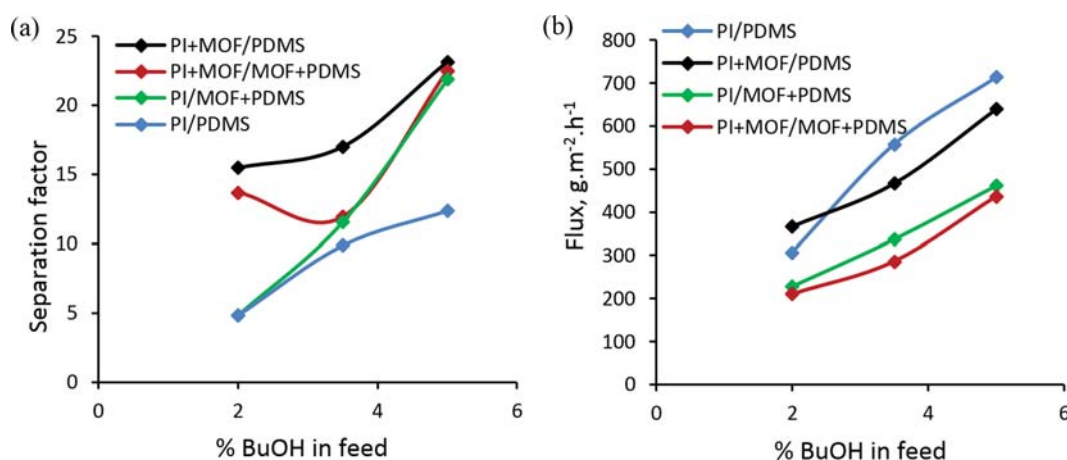 (a)
25
20
15
10
5
0
Separation factor
PI+MOF/PDMS
PI+MOF/MOF+PDMS
PI/MOF+PDMS
PI/PDMS
0 2 4 6
% BuOH in feed
(b)
800
700
600
500
400
300
200
100
0
Flux, g.m⁻².h⁻¹
PI/PDMS
PI+MOF/PDMS
PI/MOF+PDMS
PI+MOF/MOF+PDMS
0 2 4 6
% BuOH in feed